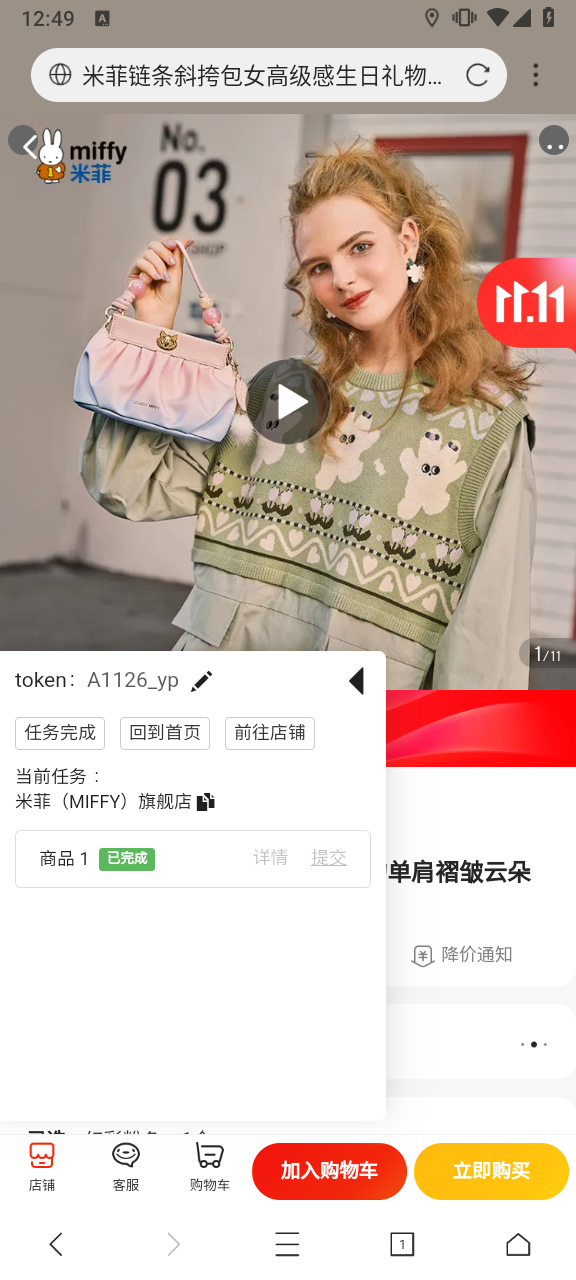 12:49
A
米菲链条斜挎包女高级感生日礼物...
miffy
米菲
No.
03
11.11
1/11
token： A1126_yp
任务完成
回到首页
前往店铺
当前任务：
米菲（MIFFY）旗舰店
商品 1 已完成 详情 提交
单肩褶皱云朵
降价通知
店铺
客服
购物车
加入购物车
立即购买
1